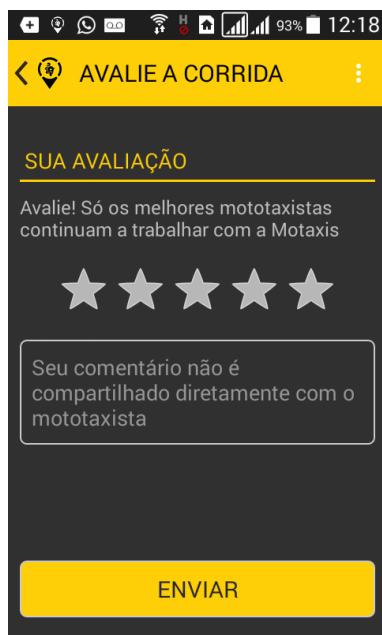 H 93% 12:18
AVALIE A CORRIDA
SUA AVALIAÇÃO
Avalie! Só os melhores mototaxistas
continuam a trabalhar com a Motaxis
Seu comentário não é
compartilhado diretamente com o
mototaxista
ENVIAR